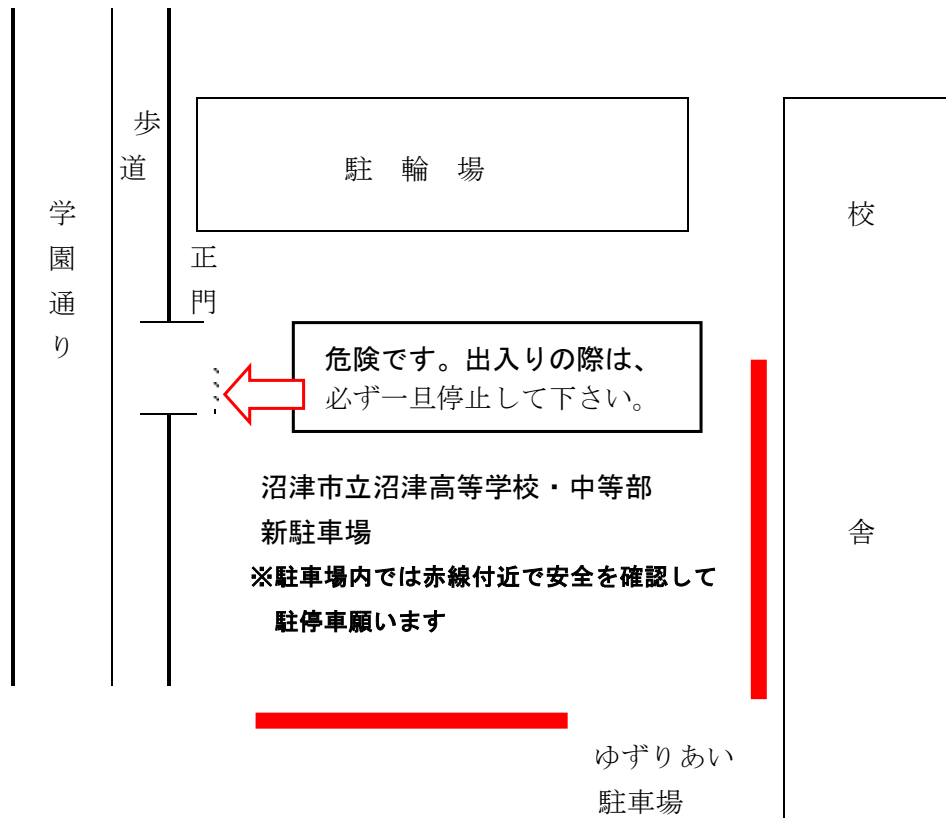 歩道
駐輪場
学園通り
校舎
正門
危険です。出入りの際は、
必ず一旦停止して下さい。
沼津市立沼津高等学校・中等部
新駐車場
※駐車場内では赤線付近で安全を確認して
駐停車願います
ゆずりあい
駐車場